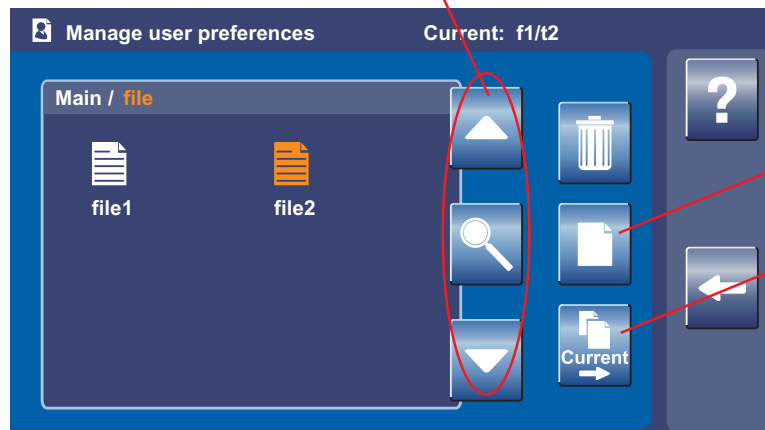 Manage user preferences Current: f1/t2
Main / file
?
file1 file2
Current